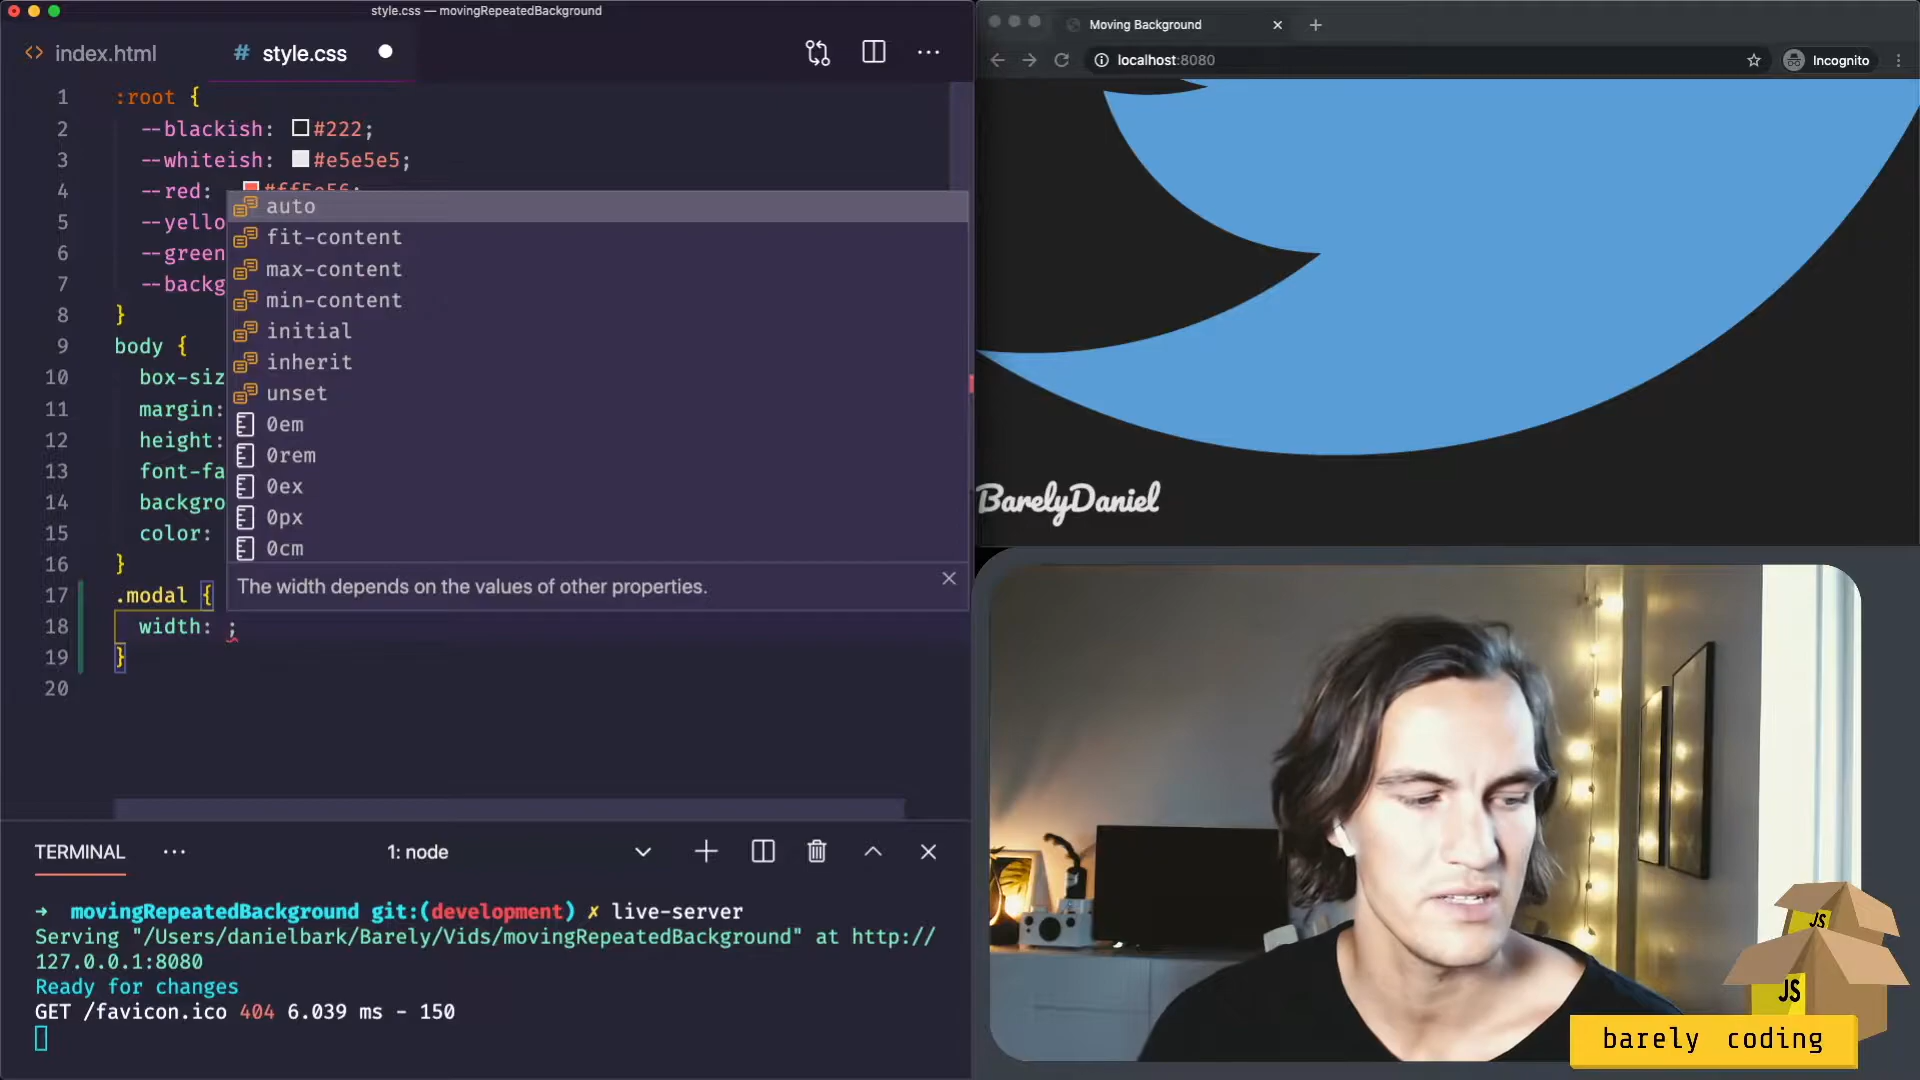 style.css — movingRepeatedBackground
index.html
# style.css
1 :root {
2 --blackish: #222;
3 --whiteish: #e5e5e5;
4 --red: #ff5e56;
5 --yello
6 --green
7 --backg
8 }
9 body {
10 box-siz
11 margin:
12 height:
13 font-fa
14 backgro
15 color:
16 }
17 .modal {
18 width: ;
19 }
20
auto
fit-content
max-content
min-content
initial
inherit
unset
0em
0rem
0ex
0px
0cm
The width depends on the values of other properties.
TERMINAL
1: node
→ movingRepeatedBackground git:(development) ✗ live-server
Serving "/Users/danielbark/Barely/Vids/movingRepeatedBackground" at http://
127.0.0.1:8080
Ready for changes
GET /favicon.ico 404 6.039 ms - 150
Moving Background
localhost:8080
Incognito
BarelyDaniel
JS
JS
barely coding